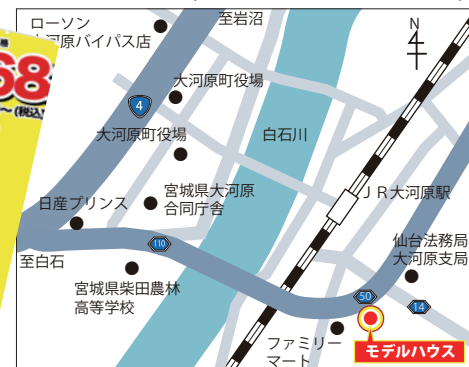 ローソン
大河原バイパス店
至岩沼
N
68
〜(税込)
大河原町役場
4
大河原町役場
白石川
ＪＲ大河原駅
宮城県大河原
合同庁舎
日産プリンス
仙台法務局
大河原支局
110
至白石
50
14
宮城県柴田農林
高等学校
ファミリー
マート
モデルハウス